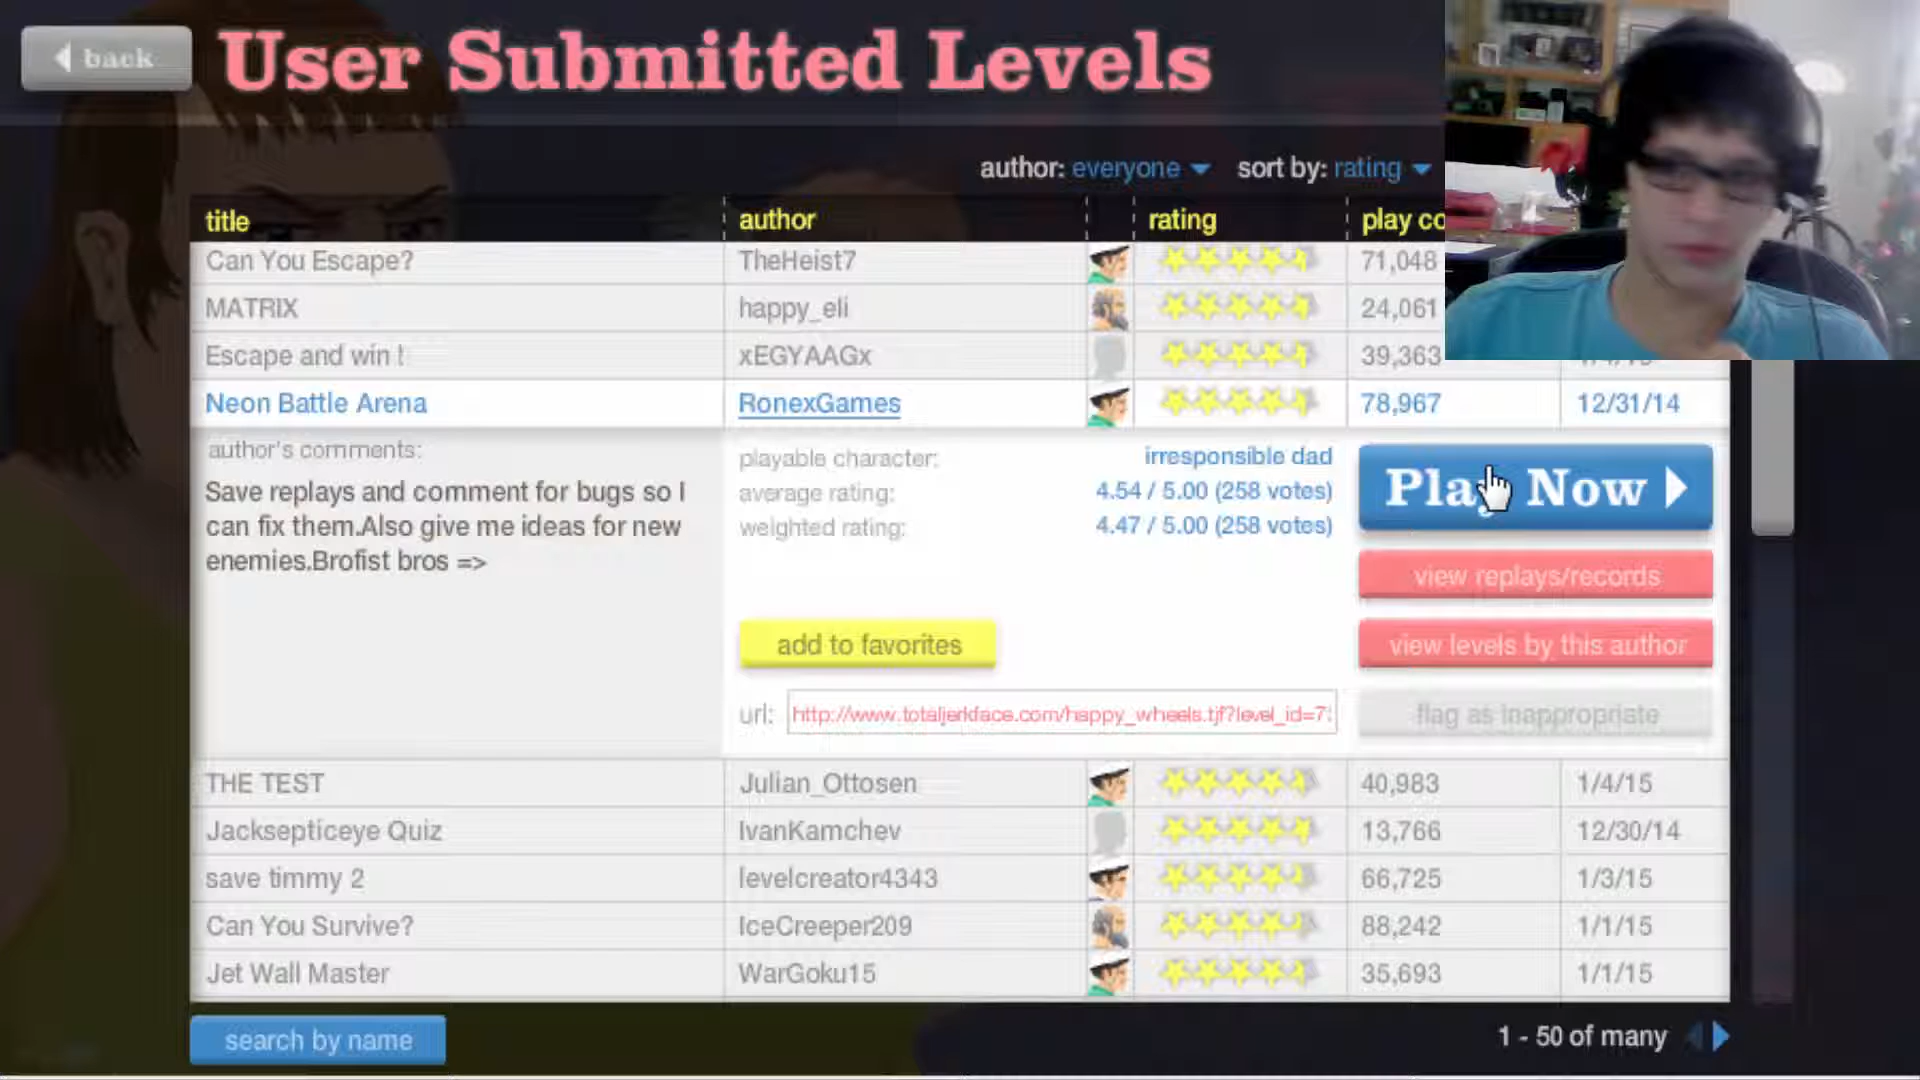 back
User Submitted Levels
author: everyone sort by: rating
title author rating play co
Can You Escape? TheHeist7 71,048
MATRIX happy_eli 24,061
Escape and win ! xEGYAAGx 39,363
Neon Battle Arena RonexGames 78,967 12/31/14
author's comments:
Save replays and comment for bugs so I
can fix them.Also give me ideas for new
enemies.Brofist bros =>
playable character: irresponsible dad
average rating: 4.54 / 5.00 (258 votes)
weighted rating: 4.47 / 5.00 (258 votes)
add to favorites
url: http://www.totaljerkface.com/happy_wheels.tjf?level_id=7
Play Now
view replays/records
view levels by this author
flag as inappropriate
THE TEST Julian_Ottosen 40,983 1/4/15
Jacksepticeye Quiz IvanKamchev 13,766 12/30/14
save timmy 2 levelcreator4343 66,725 1/3/15
Can You Survive? IceCreeper209 88,242 1/1/15
Jet Wall Master WarGoku15 35,693 1/1/15
search by name
1 - 50 of many